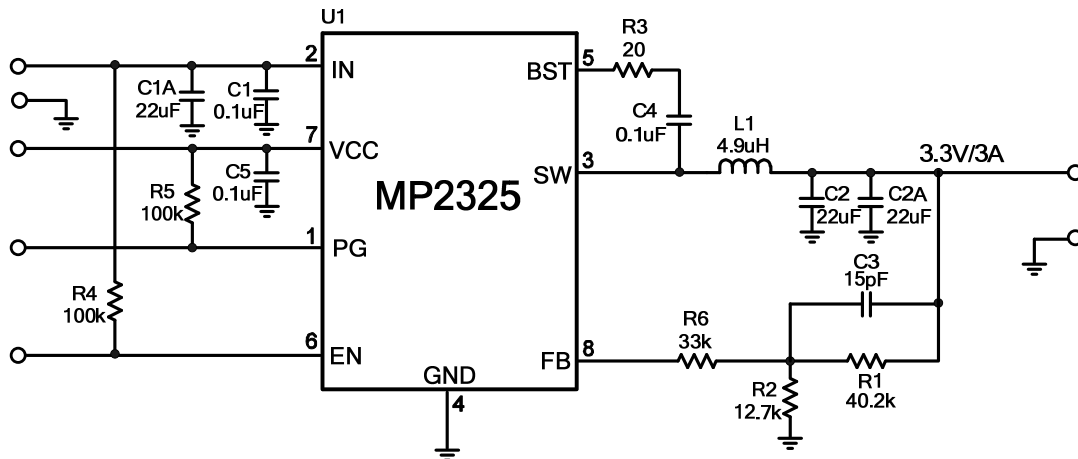 U1
2
IN
C1A
22uF
C1
0.1uF
7
VCC
C5
0.1uF
R5
100k
1
PG
R4
100k
6
EN
MP2325
GND
4
5
BST
R3
20
C4
0.1uF
3
SW
L1
4.9uH
3.3V/3A
C2
22uF
C2A
22uF
C3
15pF
8
FB
R6
33k
R2
12.7k
R1
40.2k